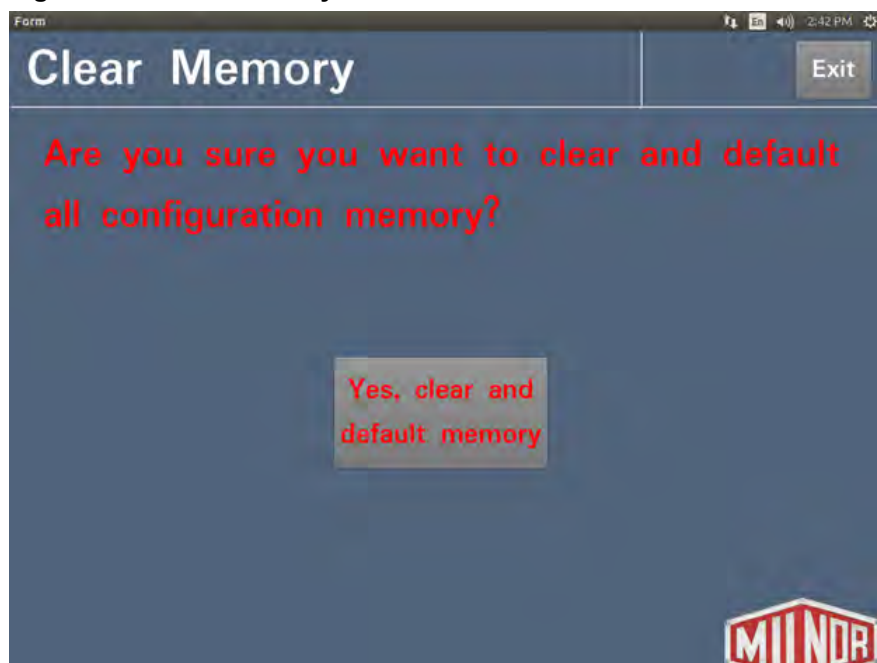 Form En 2:42 PM
Clear Memory Exit
Are you sure you want to clear and default
all configuration memory?
Yes, clear and
default memory
MILNOR